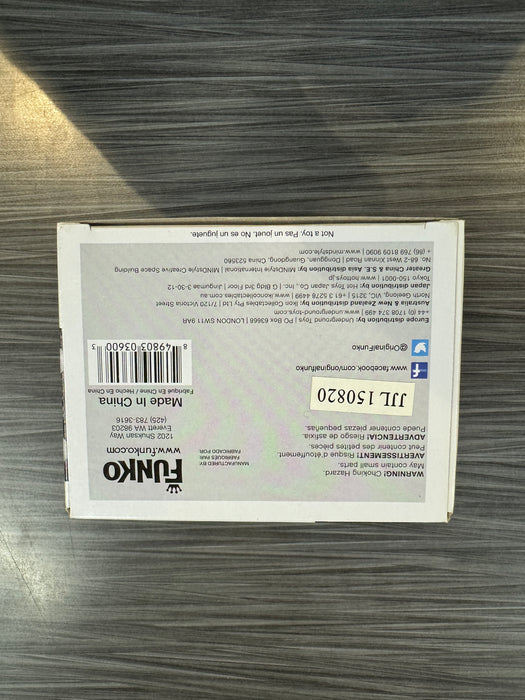 WARNING! Choking Hazard.
May contain small parts.
AVERTISSEMENT! Risque d'étouffement.
Peut contenir des petites pièces.
ADVERTENCIA! Riesgo de asfixia.
Puede contener piezas pequeñas.
JJL 150820
www.facebook.com/originalfunko
@OriginalFunko
FUNKO
MANUFACTURED BY:
FABRIQUÉS PAR:
FABRICADO POR:
www.funko.com
1202 Shuksan Way
Everett WA 98203
(425) 783-3616
Made In China
Fabriqué En Chine / Hecho En China
8 49803 03600 3
Europe distribution by: Underground Toys | PO Box 63668 | LONDON SW11 9AR
+44 (0) 1708 374 499 | www.underground-toys.com
Australia & New Zealand distribution by: Ikon Collectables Pty Ltd | 7/120 Victoria Street
North Geelong, VIC, 3215 | +61 3 5278 4499 | www.ikoncollectables.com.au
Japan distribution by: Hot Toys Japan Co., Inc. | G Bldg 3rd Floor | Jingumae 3-30-12
Tokyo 150-0001 | www.hottoys.jp
Greater China & S.E Asia distribution by: MINDstyle International | MINDstyle Creative Space Building
No. 68-2 Xinnan West Road, Dongguan, Guangdong, China 523568
+ (86) 769 8109 9090 | www.mindstyle.com
Not a toy. Pas un jouet. No es un juguete.